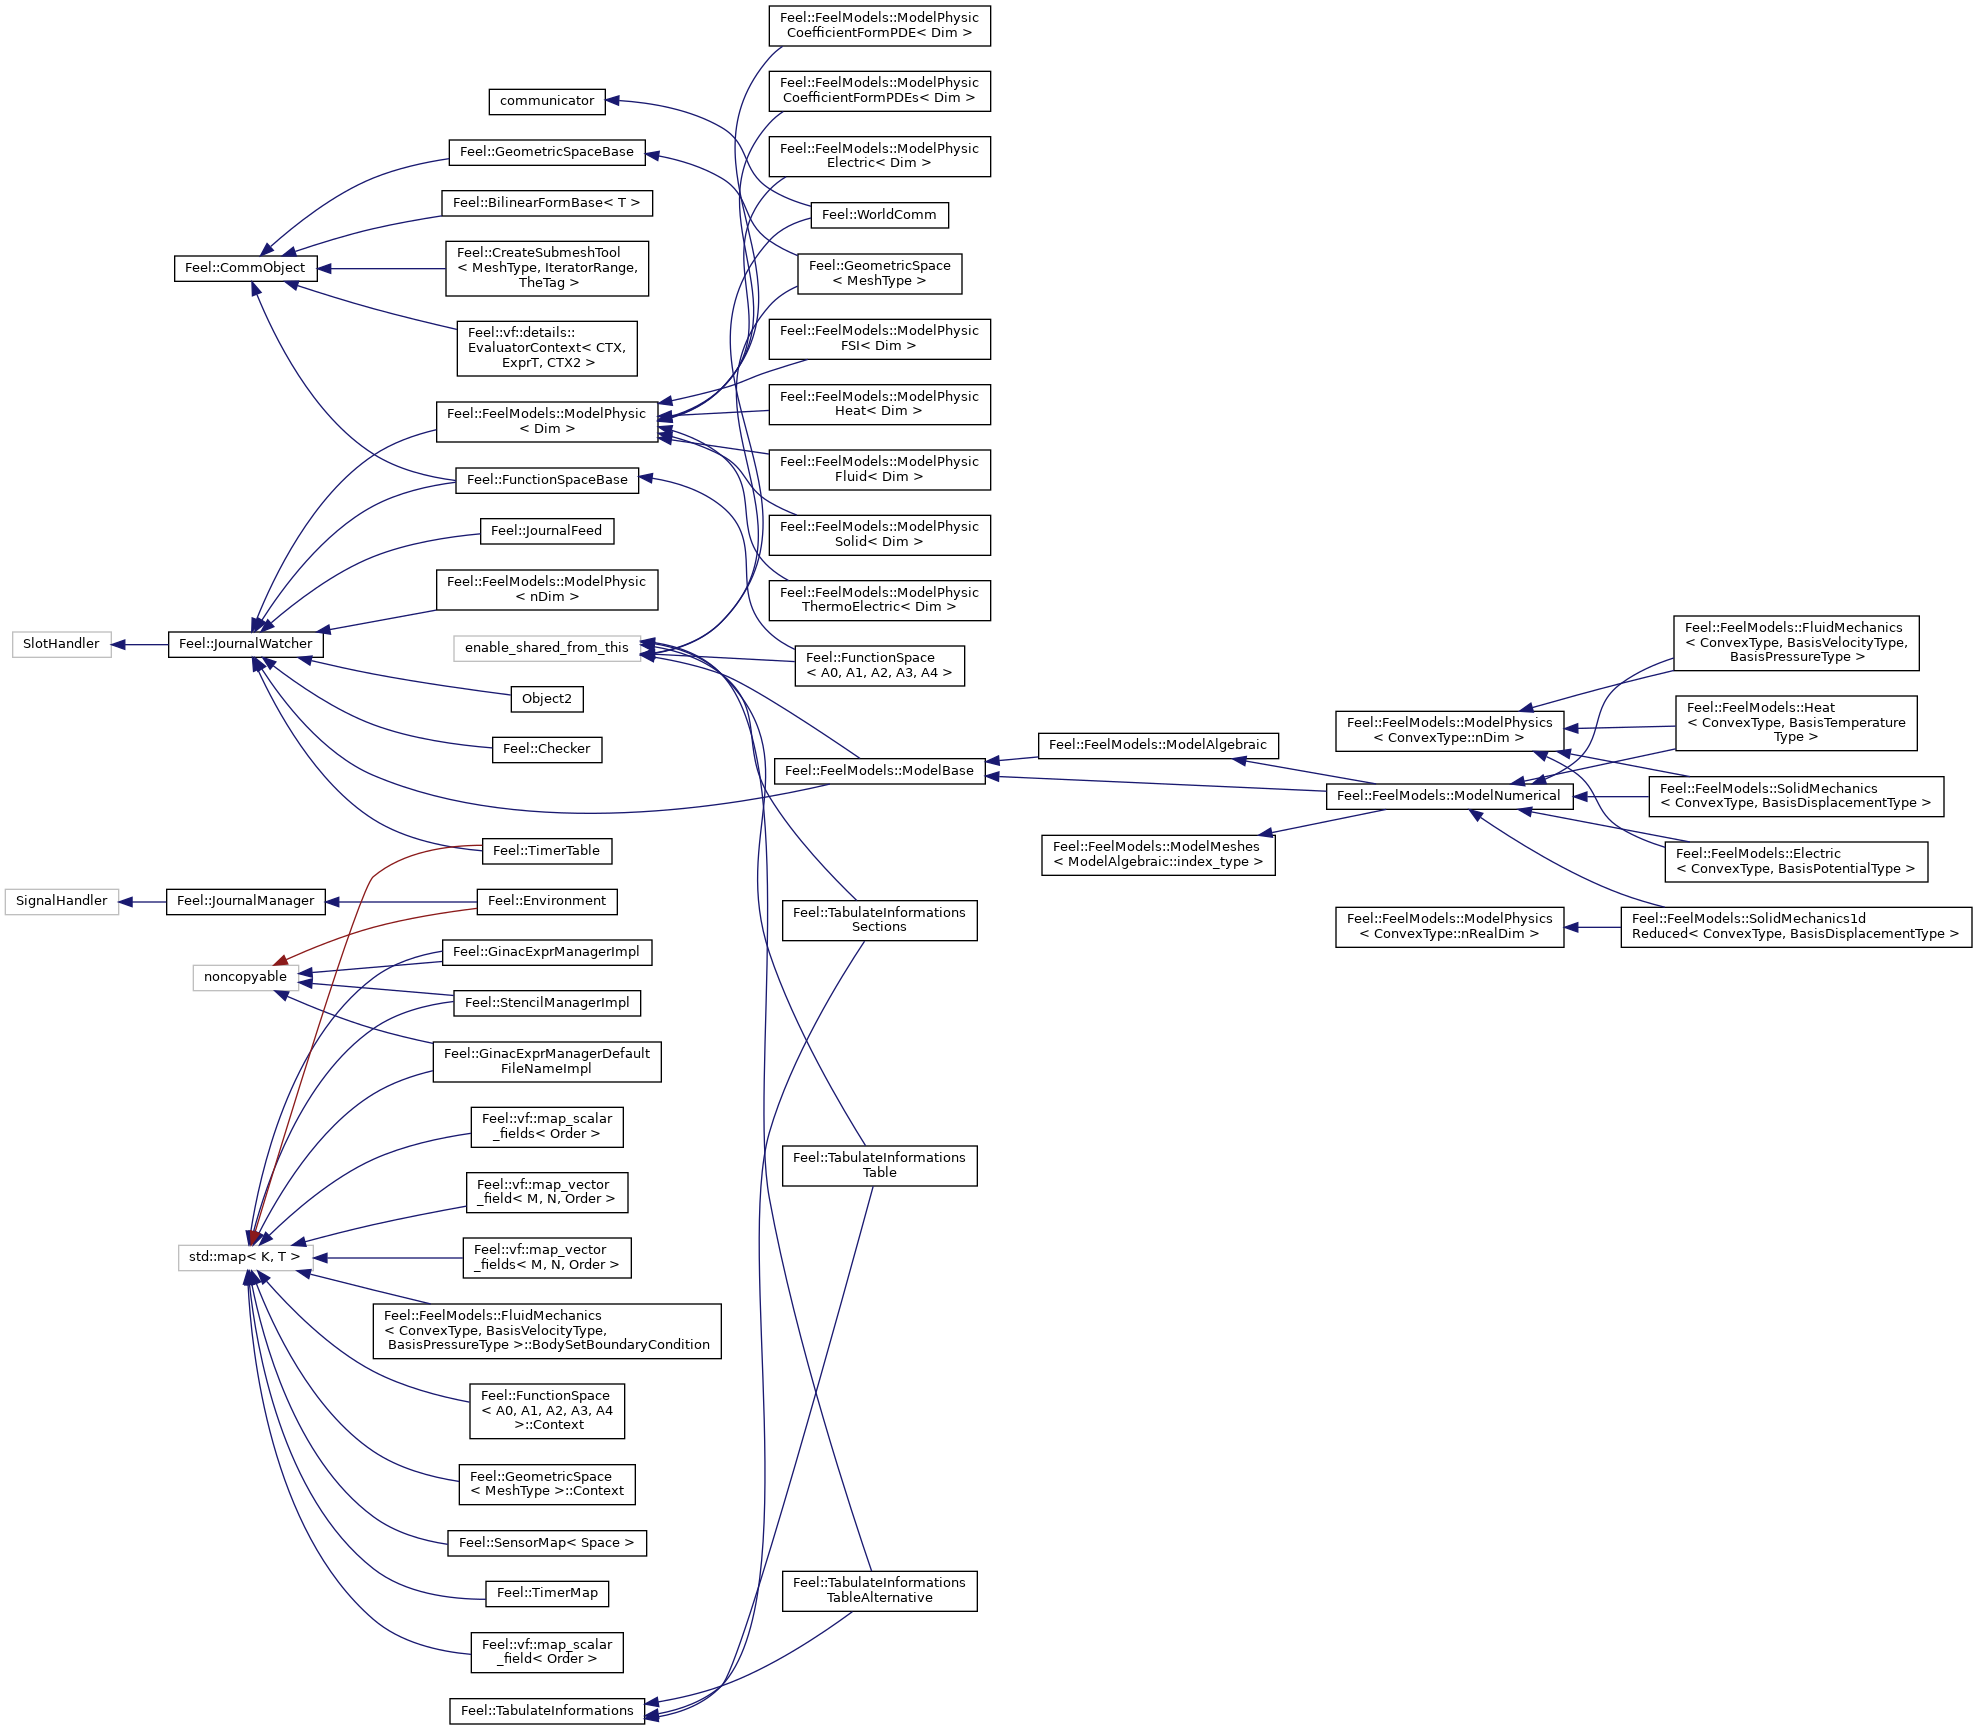 Feel::FeelModels::ModelPhysic
CoefficientFormPDE< Dim >
Feel::FeelModels::ModelPhysic
CoefficientFormPDEs< Dim >
communicator
Feel::FeelModels::ModelPhysic
Electric< Dim >
Feel::GeometricSpaceBase
Feel::BilinearFormBase< T >
Feel::WorldComm
Feel::CreateSubmeshTool
< MeshType, IteratorRange,
TheTag >
Feel::CommObject
Feel::GeometricSpace
< MeshType >
Feel::vf::details::
EvaluatorContext< CTX,
ExprT, CTX2 >
Feel::FeelModels::ModelPhysic
FSI< Dim >
Feel::FeelModels::ModelPhysic
Heat< Dim >
Feel::FeelModels::ModelPhysic
< Dim >
Feel::FeelModels::ModelPhysic
Fluid< Dim >
Feel::FunctionSpaceBase
Feel::JournalFeed
Feel::FeelModels::ModelPhysic
Solid< Dim >
Feel::FeelModels::ModelPhysic
< nDim >
Feel::FeelModels::ModelPhysic
ThermoElectric< Dim >
SlotHandler
Feel::JournalWatcher
enable_shared_from_this
Feel::FunctionSpace
< A0, A1, A2, A3, A4 >
Feel::FeelModels::FluidMechanics
< ConvexType, BasisVelocityType,
BasisPressureType >
Object2
Feel::FeelModels::ModelPhysics
< ConvexType::nDim >
Feel::FeelModels::Heat
< ConvexType, BasisTemperature
Type >
Feel::Checker
Feel::FeelModels::ModelAlgebraic
Feel::FeelModels::ModelBase
Feel::FeelModels::ModelNumerical
Feel::FeelModels::SolidMechanics
< ConvexType, BasisDisplacementType >
Feel::TimerTable
Feel::FeelModels::ModelMeshes
< ModelAlgebraic::index_type >
Feel::FeelModels::Electric
< ConvexType, BasisPotentialType >
SignalHandler
Feel::JournalManager
Feel::Environment
Feel::TabulateInformations
Sections
Feel::FeelModels::ModelPhysics
< ConvexType::nRealDim >
Feel::FeelModels::SolidMechanics1d
Reduced< ConvexType, BasisDisplacementType >
Feel::GinacExprManagerImpl
noncopyable
Feel::StencilManagerImpl
Feel::GinacExprManagerDefault
FileNameImpl
Feel::vf::map_scalar
_fields< Order >
Feel::TabulateInformations
Table
Feel::vf::map_vector
_field< M, N, Order >
std::map< K, T >
Feel::vf::map_vector
_fields< M, N, Order >
Feel::FeelModels::FluidMechanics
< ConvexType, BasisVelocityType,
BasisPressureType >::BodySetBoundaryCondition
Feel::FunctionSpace
< A0, A1, A2, A3, A4
>::Context
Feel::GeometricSpace
< MeshType >::Context
Feel::SensorMap< Space >
Feel::TimerMap
Feel::TabulateInformations
TableAlternative
Feel::vf::map_scalar
_field< Order >
Feel::TabulateInformations